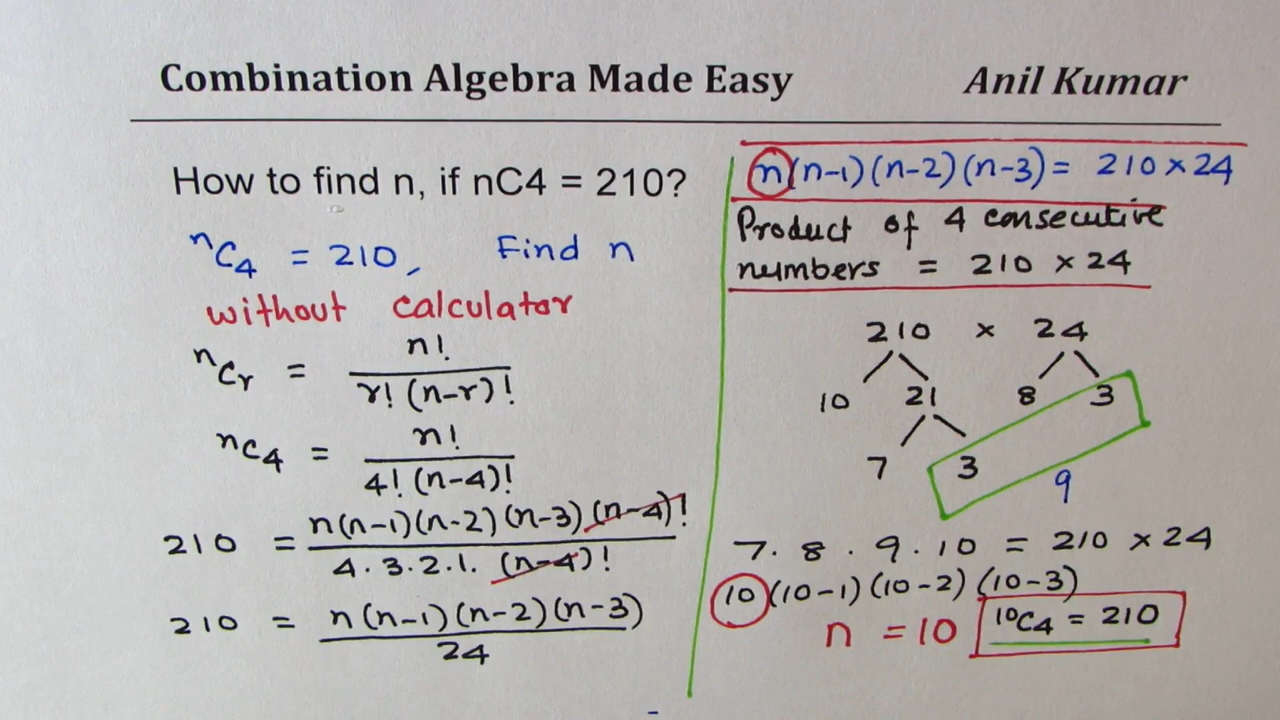 Combination Algebra Made Easy Anil Kumar
How to find n, if nC4 = 210?
ⁿC₄ = 210, Find n
without calculator
ⁿCᵣ = n! / r! (n-r)!
ⁿC₄ = n! / 4! (n-4)!
210 = n(n-1)(n-2)(n-3)(n-4)! / 4·3·2·1·(n-4)!
210 = n(n-1)(n-2)(n-3) / 24
n(n-1)(n-2)(n-3) = 210 × 24
Product of 4 consecutive
numbers = 210 × 24
210 × 24
10 21 8 3
7 3 9
7 · 8 · 9 · 10 = 210 × 24
10(10-1)(10-2)(10-3)
n = 10 ¹⁰C₄ = 210